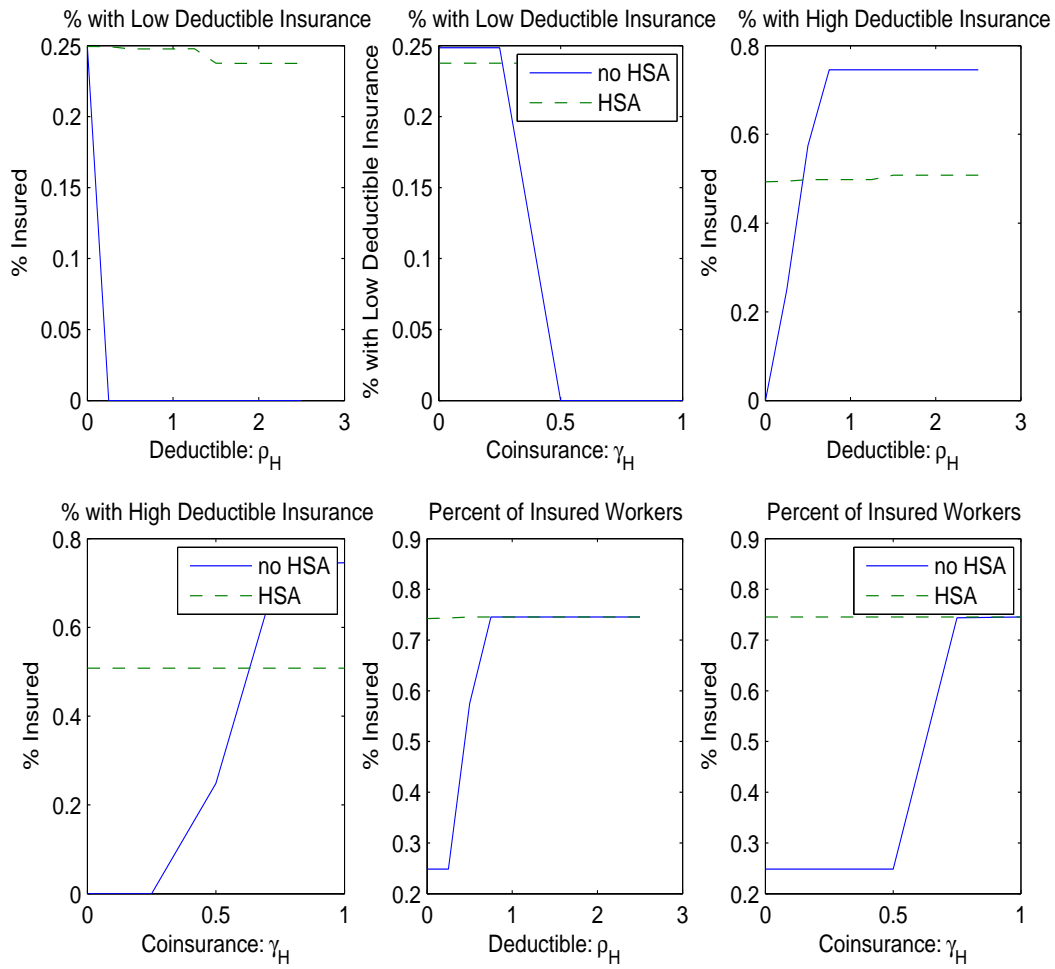 % with Low Deductible Insurance
0.25
0.2
0.15
0.1
0.05
0
% Insured
0 1 2 3
Deductible: ρ_H
% with Low Deductible Insurance
no HSA
HSA
0.25
0.2
0.15
0.1
0.05
0
% with Low Deductible Insurance
0 0.5 1
Coinsurance: γ_H
% with High Deductible Insurance
0.8
0.6
0.4
0.2
0
% Insured
0 1 2 3
Deductible: ρ_H
% with High Deductible Insurance
no HSA
HSA
0.8
0.6
0.4
0.2
0
% Insured
0 0.5 1
Coinsurance: γ_H
Percent of Insured Workers
0.9
0.8
0.7
0.6
0.5
0.4
0.3
0.2
% Insured
0 1 2 3
Deductible: ρ_H
Percent of Insured Workers
no HSA
HSA
0.9
0.8
0.7
0.6
0.5
0.4
0.3
0.2
% Insured
0 0.5 1
Coinsurance: γ_H